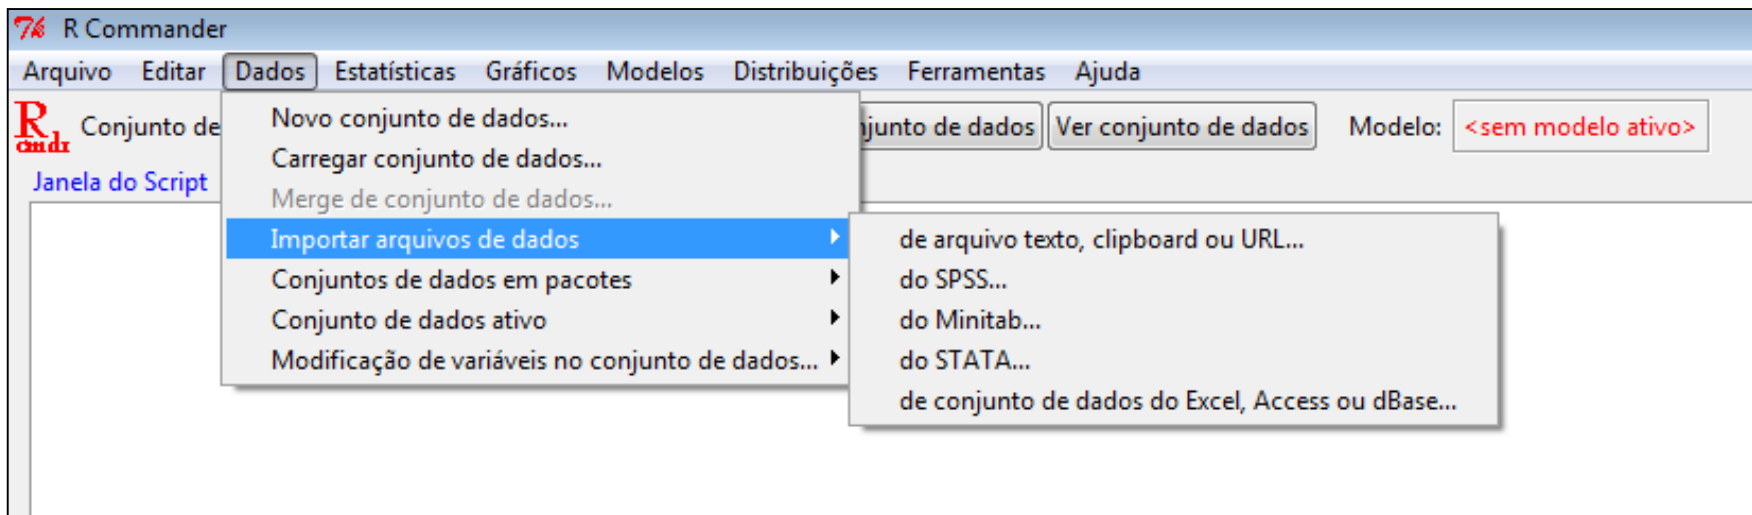 R Commander
Arquivo Editar Dados Estatísticas Gráficos Modelos Distribuições Ferramentas Ajuda
R cmdr Conjunto de
Novo conjunto de dados...
de dados Ver conjunto de dados Modelo: <sem modelo ativo>
Carregar conjunto de dados...
Janela do Script
Merge de conjunto de dados...
Importar arquivos de dados
de arquivo texto, clipboard ou URL...
Conjuntos de dados em pacotes
do SPSS...
Conjunto de dados ativo
do Minitab...
Modificação de variáveis no conjunto de dados...
do STATA...
de conjunto de dados do Excel, Access ou dBase...